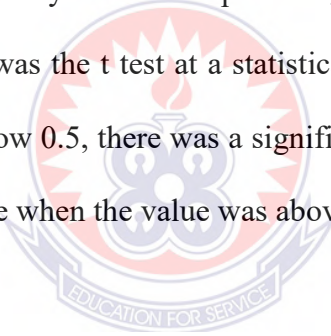 was the t test at a statistic
ow 0.5, there was a signifi
e when the value was abov
EDUCATION FOR SERVICE